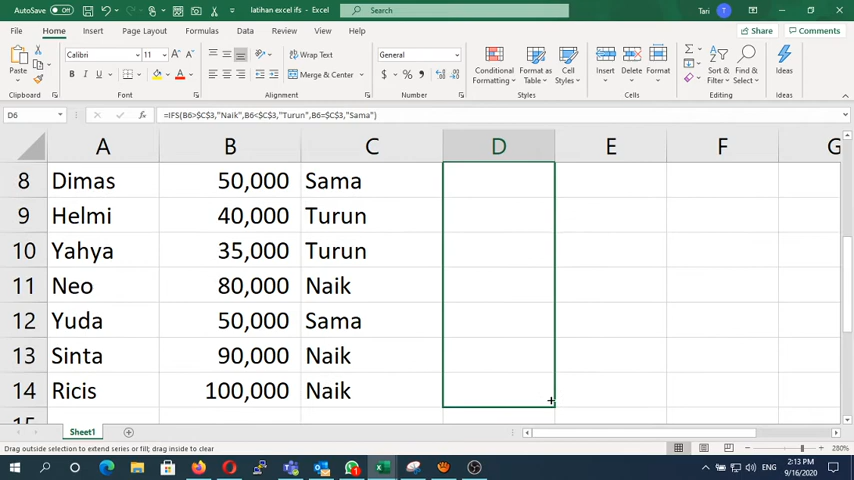 AutoSave Off latihan excel ifs - Excel Search Tari
File Home Insert Page Layout Formulas Data Review View Help Share Comments
Calibri 11 A A Wrap Text General
Paste B I U A Merge & Center $ % , Conditional Formatting Format as Table Cell Styles Insert Delete Format Sort & Filter Find & Select Ideas
Clipboard Font Alignment Number Styles Cells Editing Ideas
D6 fx =IFS(B6>$C$3,"Naik",B6<$C$3,"Turun",B6=$C$3,"Sama")
A B C D E F G
8 Dimas 50,000 Sama
9 Helmi 40,000 Turun
10 Yahya 35,000 Turun
11 Neo 80,000 Naik
12 Yuda 50,000 Sama
13 Sinta 90,000 Naik
14 Ricis 100,000 Naik
15
Sheet1
Drag outside selection to extend series or fill; drag inside to clear 280%
ENG 2:13 PM
9/16/2020